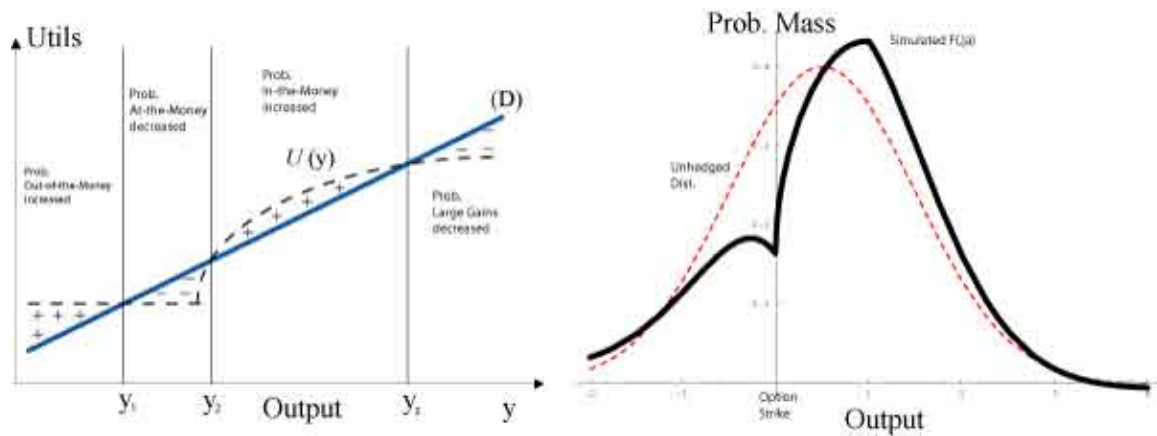 Utils
Prob.
Out-of-the-Money
increased
Prob.
At-the-Money
decreased
Prob.
In-the-Money
increased
(D)
U (y)
Prob.
Large Gains
decreased
y₁
y₂
Output
y
Prob. Mass
Simulated F(,|a)
Unhedged
Dist.
Option
Strike
Output